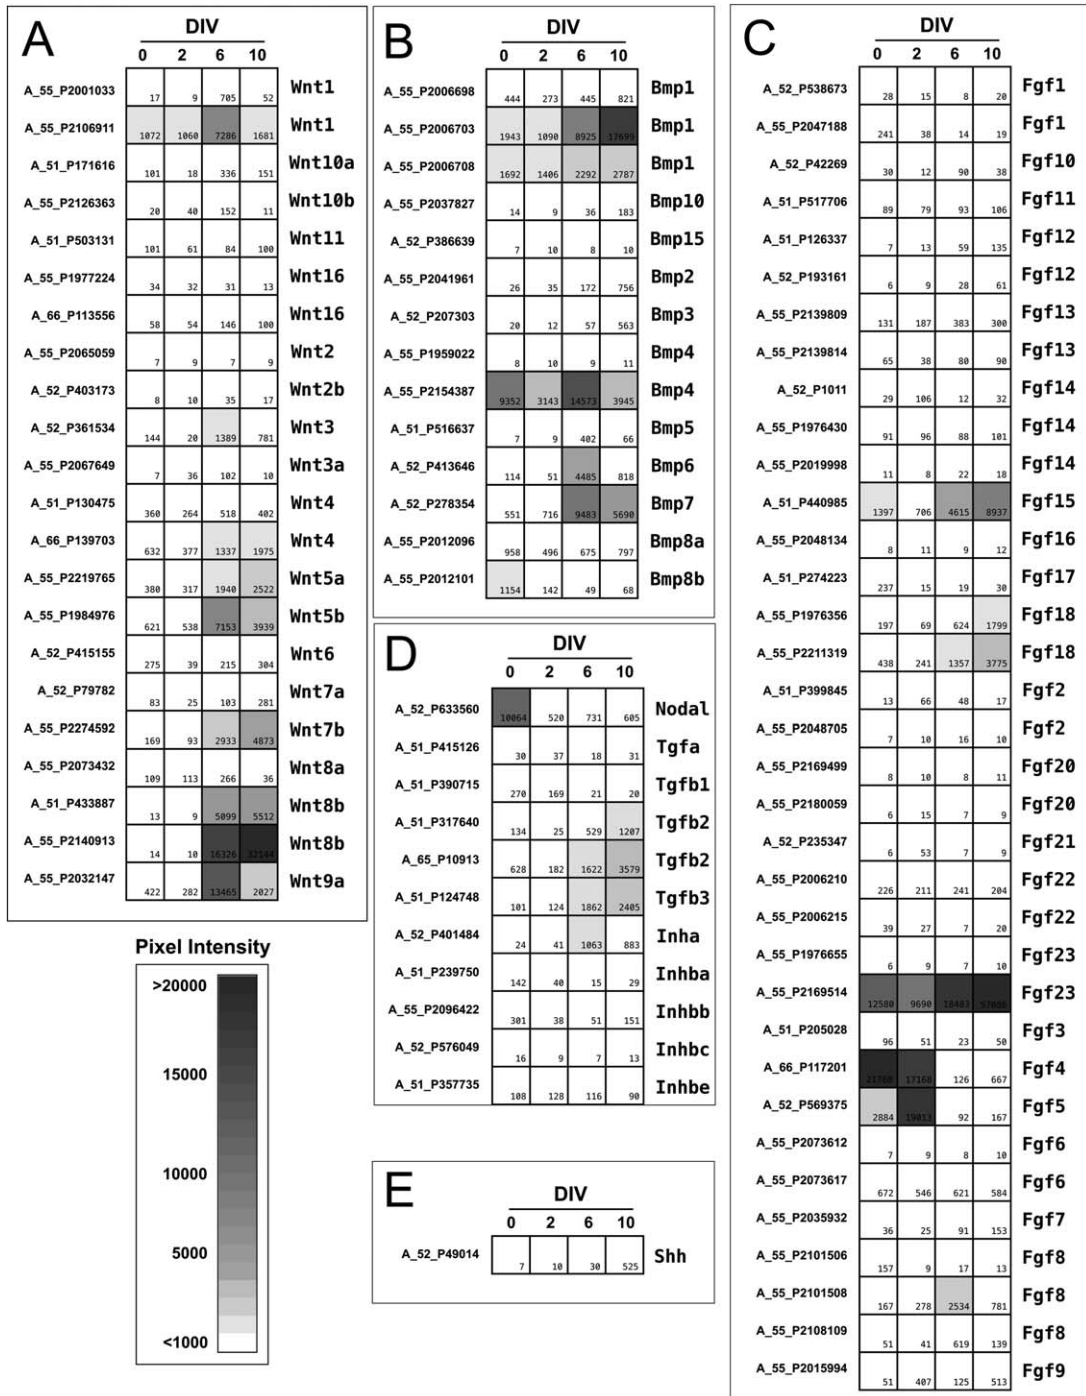 A
DIV
0 2 6 10
A_55_P2001033 17 9 705 52 Wnt1
A_55_P2106911 1072 1060 7286 1681 Wnt1
A_51_P171616 101 18 336 151 Wnt10a
A_55_P2126363 20 40 152 11 Wnt10b
A_51_P503131 101 61 84 100 Wnt11
A_55_P1977224 34 32 31 13 Wnt16
A_66_P113556 58 54 146 100 Wnt16
A_55_P2065059 7 9 7 9 Wnt2
A_52_P403173 8 10 35 17 Wnt2b
A_52_P361534 144 20 1389 781 Wnt3
A_55_P2067649 7 36 102 10 Wnt3a
A_51_P130475 360 264 518 402 Wnt4
A_66_P139703 632 377 1337 1975 Wnt4
A_55_P2219765 380 317 1940 2522 Wnt5a
A_55_P1984976 621 538 7153 3939 Wnt5b
A_52_P415155 275 39 215 304 Wnt6
A_52_P79782 83 25 103 281 Wnt7a
A_55_P2274592 169 93 2933 4873 Wnt7b
A_55_P2073432 109 113 266 36 Wnt8a
A_51_P433887 13 9 5099 5512 Wnt8b
A_55_P2140913 14 10 16326 32144 Wnt8b
A_55_P2032147 422 282 13465 2027 Wnt9a
Pixel Intensity
>20000
15000
10000
5000
<1000
B
DIV
0 2 6 10
A_55_P2006698 444 273 445 821 Bmp1
A_55_P2006703 1943 1090 8925 17699 Bmp1
A_55_P2006708 1692 1406 2292 2787 Bmp1
A_55_P2037827 14 9 36 183 Bmp10
A_52_P386639 7 10 8 10 Bmp15
A_55_P2041961 26 35 172 756 Bmp2
A_52_P207303 20 12 57 563 Bmp3
A_55_P1959022 8 10 9 11 Bmp4
A_55_P2154387 9352 3143 14573 3945 Bmp4
A_51_P516637 7 9 402 66 Bmp5
A_52_P413646 114 51 4485 818 Bmp6
A_52_P278354 551 716 9483 5690 Bmp7
A_55_P2012096 958 496 675 797 Bmp8a
A_55_P2012101 1154 142 49 68 Bmp8b
D
DIV
0 2 6 10
A_52_P633560 10064 520 731 605 Nodal
A_51_P415126 30 37 18 31 Tgfa
A_51_P390715 270 169 21 20 Tgfb1
A_51_P317640 134 25 529 1207 Tgfb2
A_65_P10913 628 182 1622 3579 Tgfb2
A_51_P124748 101 124 1862 2405 Tgfb3
A_52_P401484 24 41 1063 883 Inha
A_51_P239750 142 40 15 29 Inhba
A_55_P2096422 301 38 51 151 Inhbb
A_52_P576049 16 9 7 13 Inhbc
A_51_P357735 108 128 116 90 Inhbe
E
DIV
0 2 6 10
A_52_P49014 7 10 30 525 Shh
C
DIV
0 2 6 10
A_52_P538673 28 15 8 20 Fgf1
A_55_P2047188 241 38 14 19 Fgf1
A_52_P42269 30 12 90 38 Fgf10
A_51_P517706 89 79 93 106 Fgf11
A_51_P126337 7 13 59 135 Fgf12
A_52_P193161 6 9 28 61 Fgf12
A_55_P2139809 131 187 383 300 Fgf13
A_55_P2139814 65 38 80 90 Fgf13
A_52_P1011 29 106 12 32 Fgf14
A_55_P1976430 91 96 88 101 Fgf14
A_55_P2019998 11 8 22 18 Fgf14
A_51_P440985 1397 706 4615 8937 Fgf15
A_55_P2048134 8 11 9 12 Fgf16
A_51_P274223 237 15 19 30 Fgf17
A_55_P1976356 197 69 624 1799 Fgf18
A_55_P2211319 438 241 1357 3775 Fgf18
A_51_P399845 13 66 48 17 Fgf2
A_55_P2048705 7 10 16 10 Fgf2
A_55_P2169499 8 10 8 11 Fgf20
A_55_P2180059 6 15 7 9 Fgf20
A_52_P235347 6 53 7 9 Fgf21
A_55_P2006210 226 211 241 204 Fgf22
A_55_P2006215 39 27 7 20 Fgf22
A_55_P1976655 6 9 7 10 Fgf23
A_55_P2169514 12580 9690 18483 Fgf23
A_51_P205028 96 51 23 50 Fgf3
A_66_P117201 17168 126 667 Fgf4
A_52_P569375 2884 19013 92 167 Fgf5
A_55_P2073612 7 9 8 10 Fgf6
A_55_P2073617 672 546 621 584 Fgf6
A_55_P2035932 36 25 91 153 Fgf7
A_55_P2101506 157 9 17 13 Fgf8
A_55_P2101508 167 278 2534 781 Fgf8
A_55_P2108109 51 41 619 139 Fgf8
A_55_P2015994 51 407 125 513 Fgf9